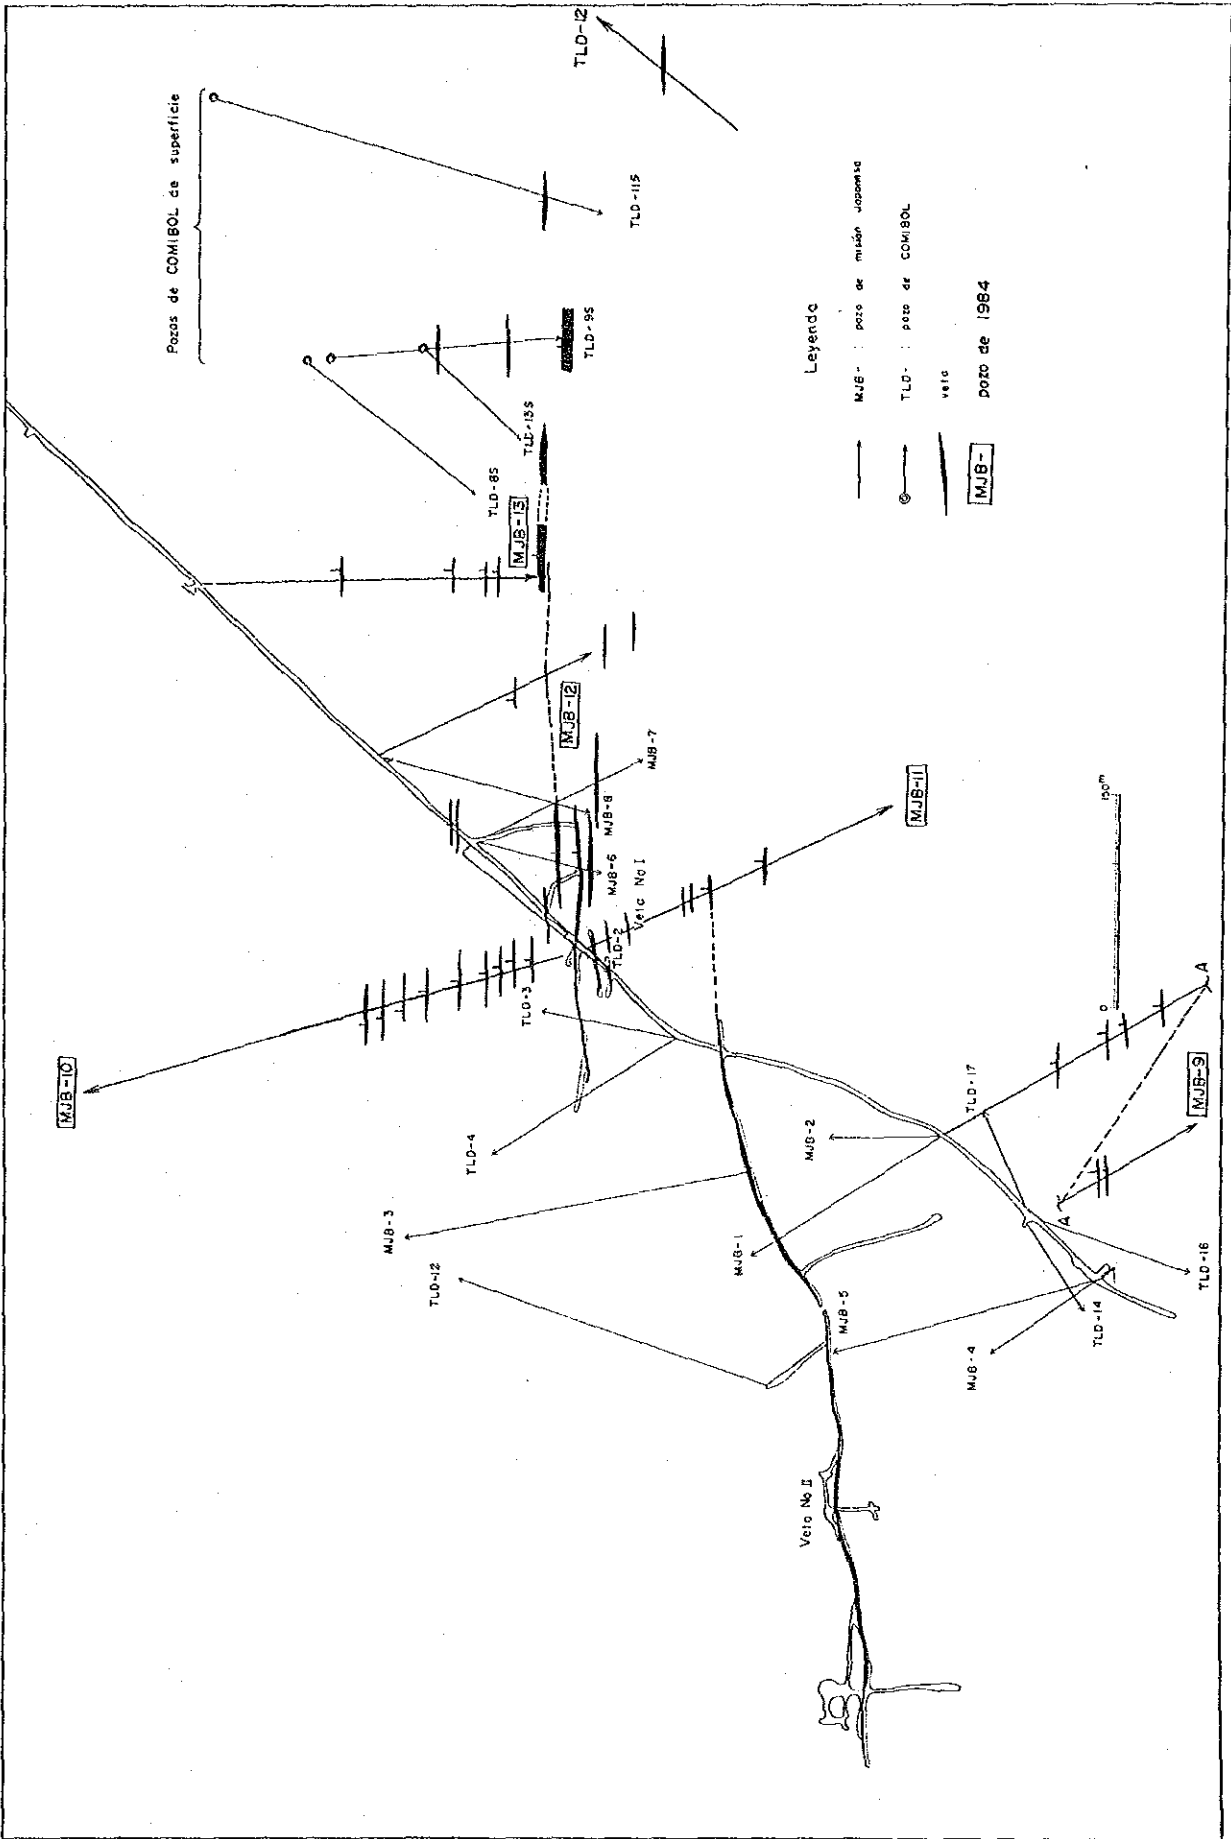 Pozos de COMIBOL de superficie
TLD-12
TLD-11S
TLD-9S
TLD-13S
TLD-8S
MJB-13
MJB-12
MJB-7
MJB-8
MJB-6
Veta No I
MJB-11
TLD-2
TLD-3
MJB-10
TLD-4
MJB-3
TLD-12
MJB-2
MJB-1
MJB-5
TLD-17
MJB-9
A
A'
TLD-16
TLD-14
MJB-4
Veta No II
0
150m
Leyenda
MJB- : pozo de misión Japonesa
TLD- : pozo de COMIBOL
veta
MJB- pozo de 1984